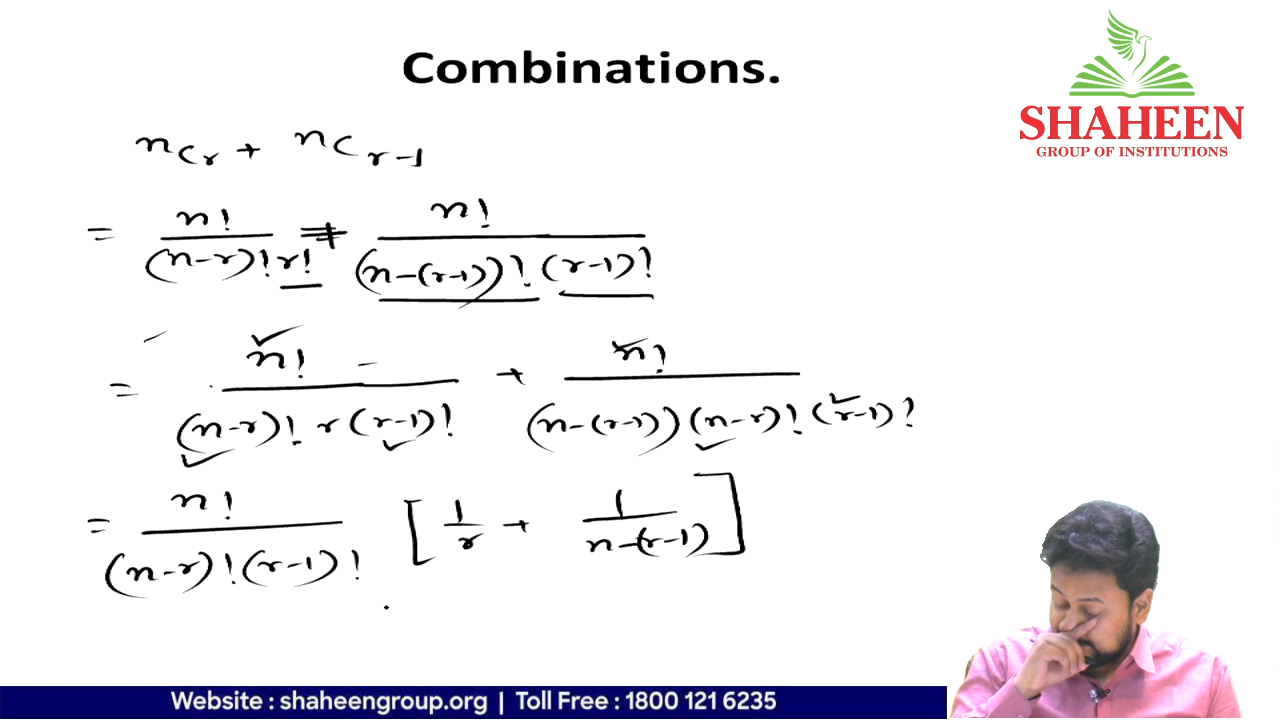 Combinations.
SHAHEEN
GROUP OF INSTITUTIONS
nCr + nCr-1
= n!/((n-r)! r!) + n!/((n-(r-1))! (r-1)!)
= n!/((n-r)! r (r-1)!) + n!/((n-(r-1)) (n-r)! (r-1)!)
= n!/((n-r)! (r-1)!) [1/r + 1/(n-(r-1))]
Website : shaheengroup.org | Toll Free : 1800 121 6235